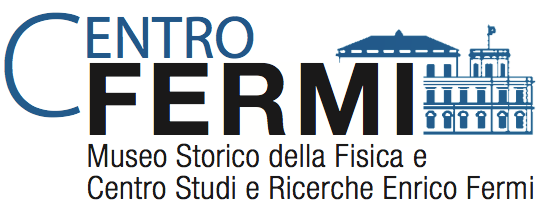 CENTRO
FERMI
Museo Storico della Fisica e
Centro Studi e Ricerche Enrico Fermi